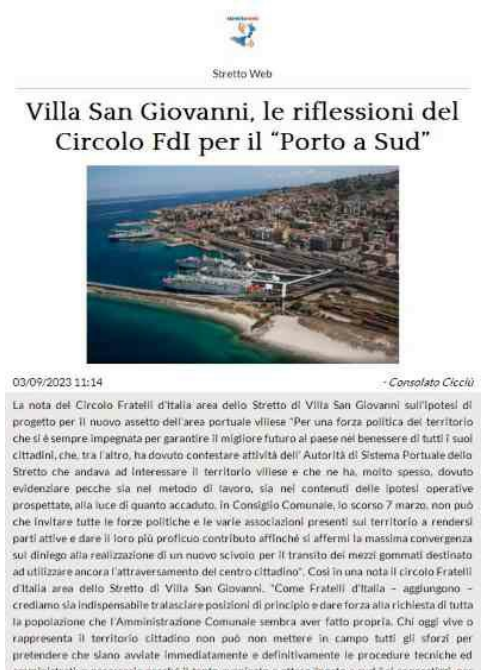 strettoweb
Stretto Web
Villa San Giovanni, le riflessioni del
Circolo FdI per il “Porto a Sud”
03/09/2023 11:14
- Consolato Cicciù
La nota del Circolo Fratelli d'Italia area dello Stretto di Villa San Giovanni sull'ipotesi di
progetto per il nuovo assetto dell'area portuale villese "Per una forza politica del territorio
che si è sempre impegnata per garantire il migliore futuro al paese nel benessere di tutti i suoi
cittadini, che, tra l'altro, ha dovuto contestare attività dell' Autorità di Sistema Portuale dello
Stretto che andava ad interessare il territorio villese e che ne ha, molto spesso, dovuto
evidenziare pecche sia nel metodo di lavoro, sia nei contenuti delle ipotesi operative
prospettate, alla luce di quanto accaduto, in Consiglio Comunale, lo scorso 7 marzo, non può
che invitare tutte le forze politiche e le varie associazioni presenti sul territorio a rendersi
parti attive e dare il loro più proficuo contributo affinché si affermi la massima convergenza
sul diniego alla realizzazione di un nuovo scivolo per il transito dei mezzi gommati destinato
ad utilizzare ancora l'attraversamento del centro cittadino". Così in una nota il circolo Fratelli
d'Italia area dello Stretto di Villa San Giovanni. "Come Fratelli d'Italia – aggiungono –
crediamo sia indispensabile tralasciare posizioni di principio e dare forza alla richiesta di tutta
la popolazione che l'Amministrazione Comunale sembra aver fatto propria. Chi oggi vive o
rappresenta il territorio cittadino non può non mettere in campo tutti gli sforzi per
pretendere che siano avviate immediatamente e definitivamente le procedure tecniche ed